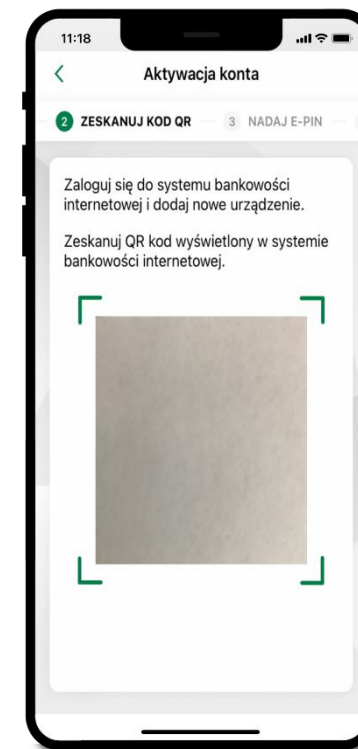 11:18
Aktywacja konta
2 ZESKANUJ KOD QR 3 NADAJ E-PIN
Zaloguj się do systemu bankowości
internetowej i dodaj nowe urządzenie.
Zeskanuj QR kod wyświetlony w systemie
bankowości internetowej.